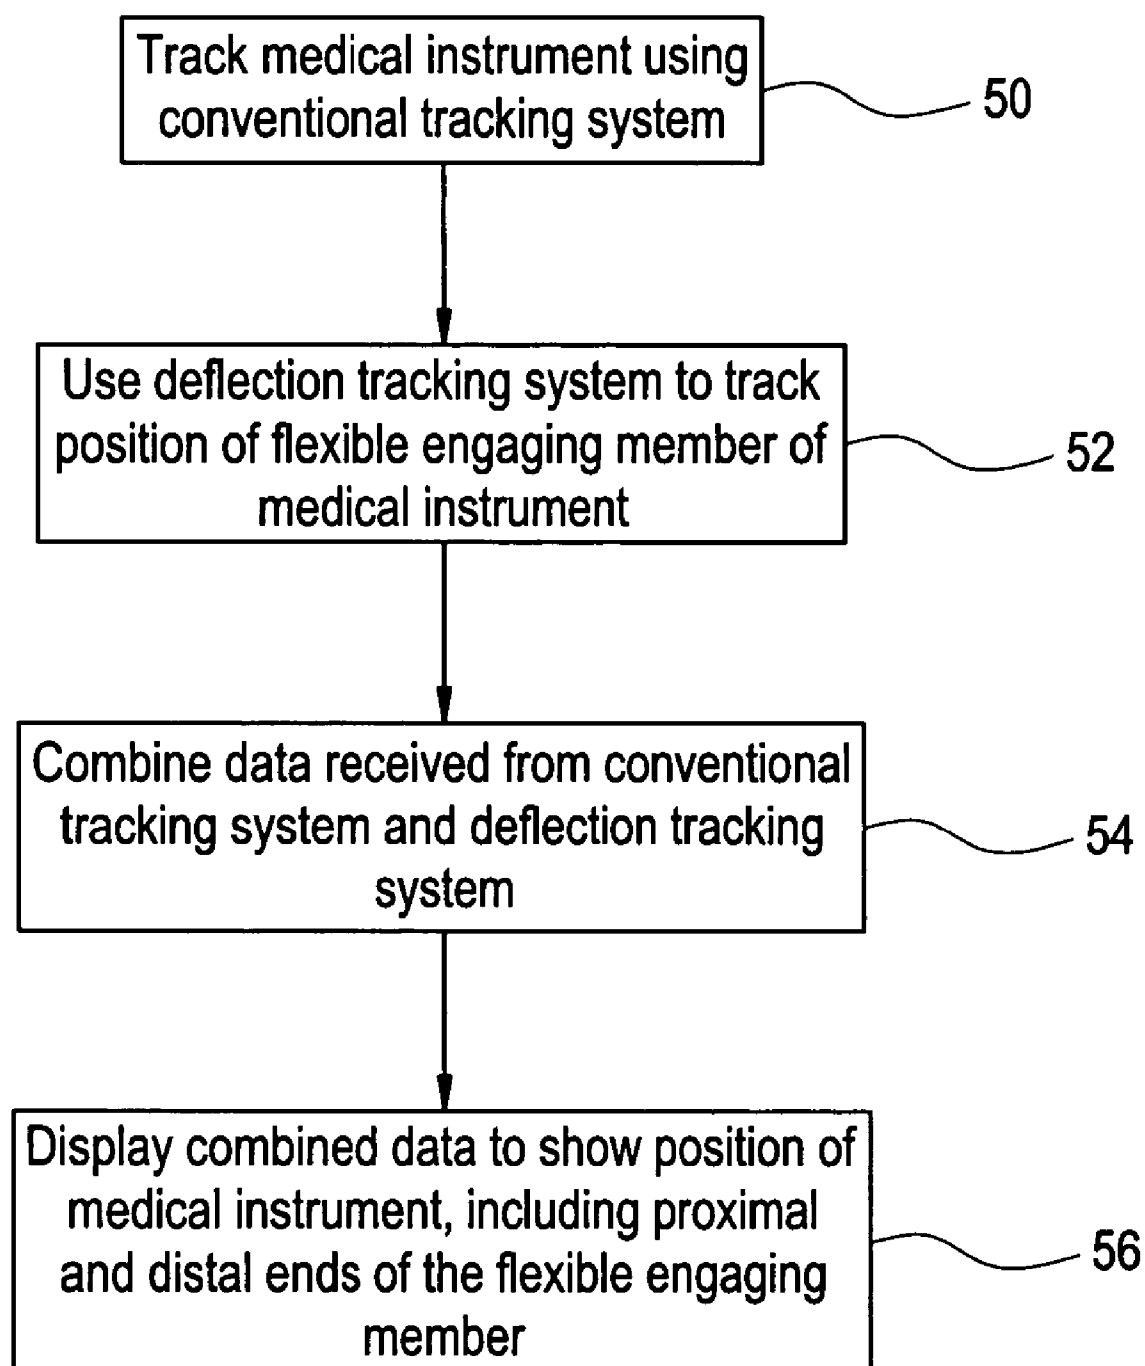 Track medical instrument using
conventional tracking system
50
Use deflection tracking system to track
position of flexible engaging member of
medical instrument
52
Combine data received from conventional
tracking system and deflection tracking
system
54
Display combined data to show position of
medical instrument, including proximal
and distal ends of the flexible engaging
member
56